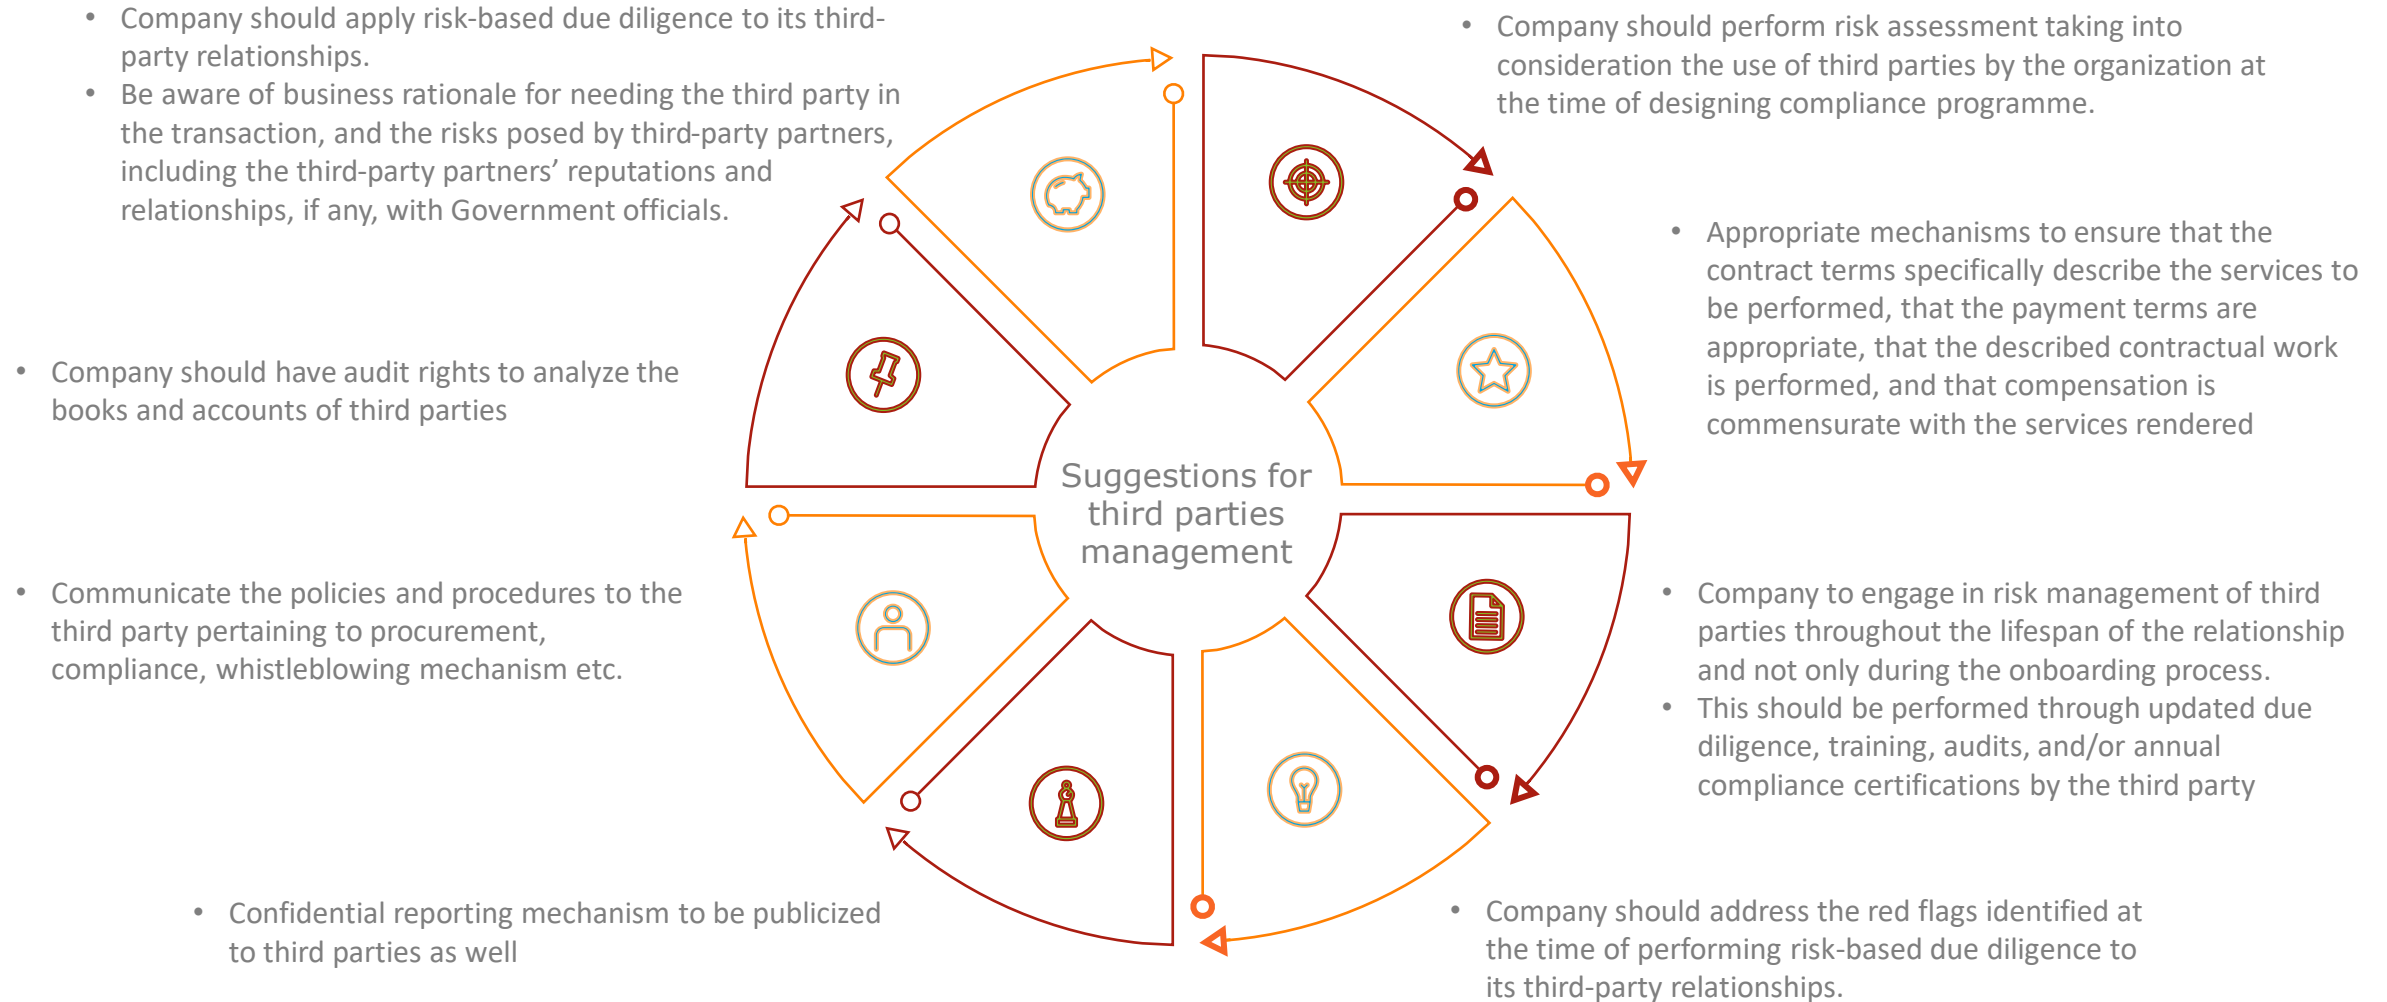 • Company should apply risk-based due diligence to its third-
party relationships.
• Be aware of business rationale for needing the third party in
the transaction, and the risks posed by third-party partners,
including the third-party partners’ reputations and
relationships, if any, with Government officials.
• Company should perform risk assessment taking into
consideration the use of third parties by the organization at
the time of designing compliance programme.
• Appropriate mechanisms to ensure that the
contract terms specifically describe the services to
be performed, that the payment terms are
appropriate, that the described contractual work
is performed, and that compensation is
commensurate with the services rendered
• Company should have audit rights to analyze the
books and accounts of third parties
Suggestions for
third parties
management
• Communicate the policies and procedures to the
third party pertaining to procurement,
compliance, whistleblowing mechanism etc.
• Company to engage in risk management of third
parties throughout the lifespan of the relationship
and not only during the onboarding process.
• This should be performed through updated due
diligence, training, audits, and/or annual
compliance certifications by the third party
• Confidential reporting mechanism to be publicized
to third parties as well
• Company should address the red flags identified at
the time of performing risk-based due diligence to
its third-party relationships.